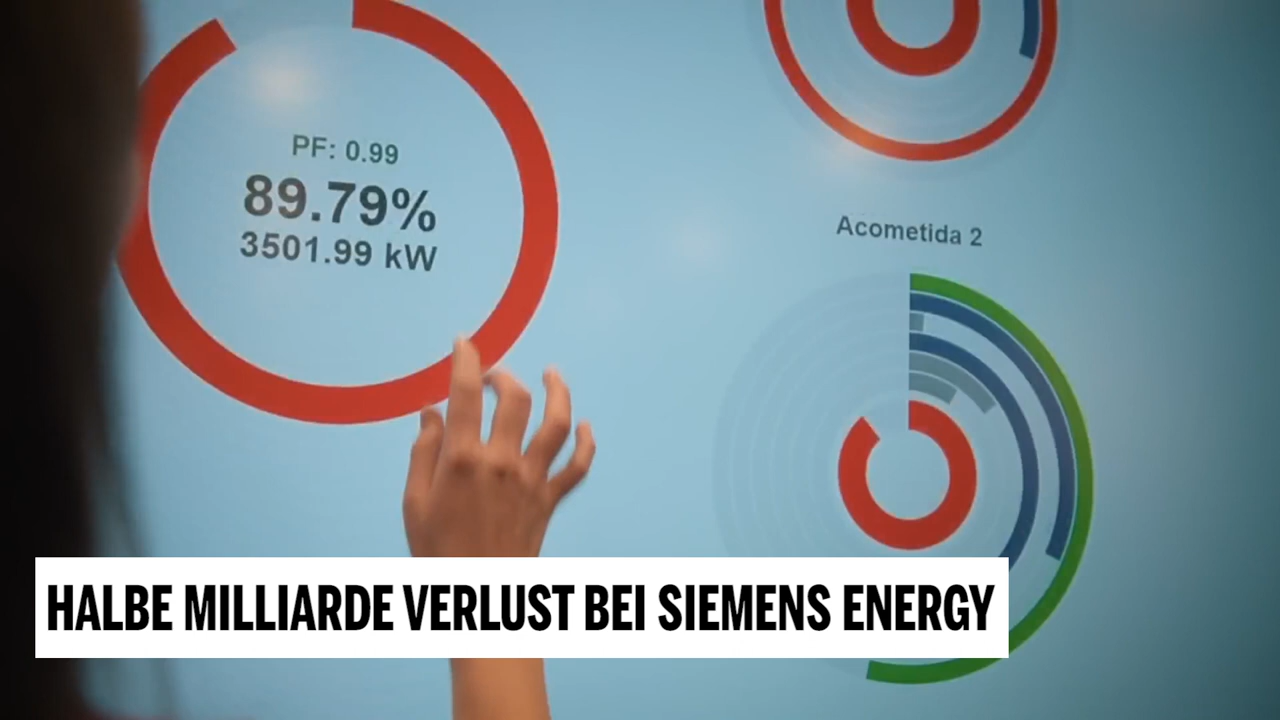 PF: 0.99
89.79%
3501.99 kW
Acometida 2
HALBE MILLIARDE VERLUST BEI SIEMENS ENERGY